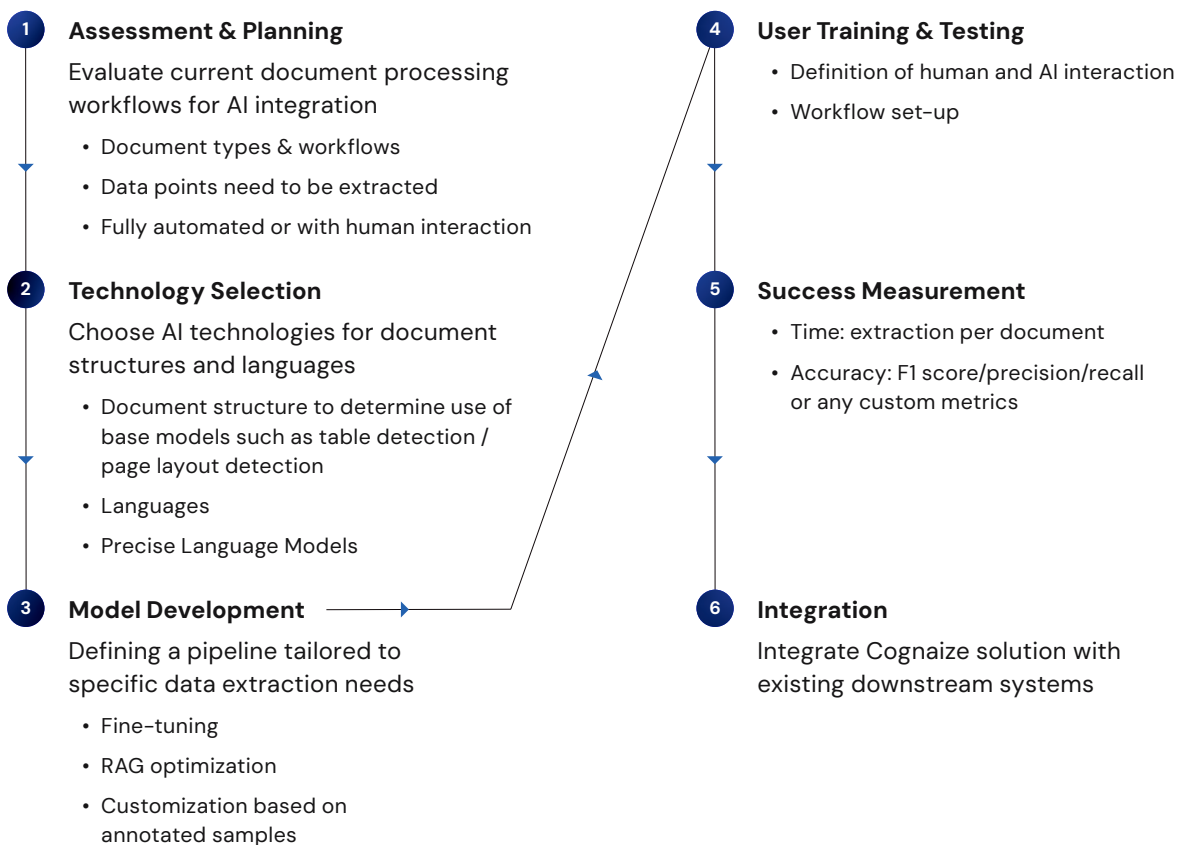 1
Assessment & Planning
Evaluate current document processing
workflows for AI integration
• Document types & workflows
• Data points need to be extracted
• Fully automated or with human interaction
2
Technology Selection
Choose AI technologies for document
structures and languages
• Document structure to determine use of
base models such as table detection /
page layout detection
• Languages
• Precise Language Models
3
Model Development
Defining a pipeline tailored to
specific data extraction needs
• Fine-tuning
• RAG optimization
• Customization based on
annotated samples
4
User Training & Testing
• Definition of human and AI interaction
• Workflow set-up
5
Success Measurement
• Time: extraction per document
• Accuracy: F1 score/precision/recall
or any custom metrics
6
Integration
Integrate Cognaize solution with
existing downstream systems